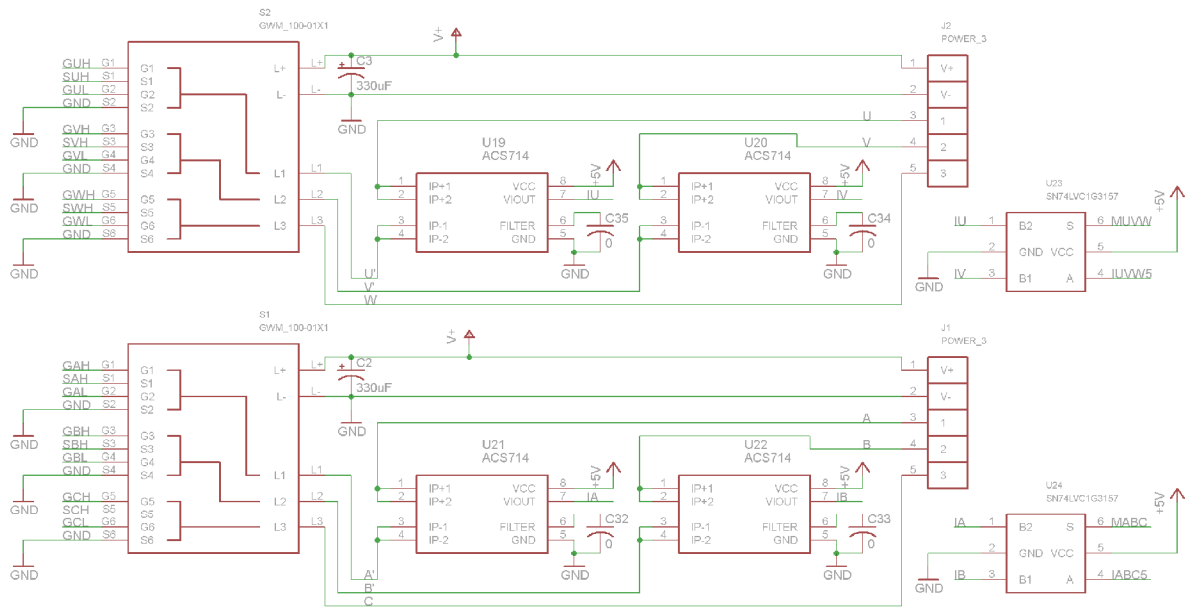 S2
GWM_100-01X1
V+
J2
POWER_3
GUH G1 G1 L+ L+
SUH S1 S1
GUL G2 G2 L- L-
GND S2 S2
GND
GVH G3 G3
SVH S3 S3
GVL G4 G4
GND S4 S4 L1 L1
GND
GWH G5 G5 L2 L2
SWH S5 S5
GWL G6 G6 L3 L3
GND S6 S6
GND
C3
330uF
GND
1 V+
2 V-
U 3 1
V 4 2
5 3
U19
ACS714
1 IP+1 VCC 8 +5V
2 IP+2 VIOUT 7 IU
3 IP-1 FILTER 6 C35
4 IP-2 GND 5 0
GND
U20
ACS714
1 IP+1 VCC 8 +5V
2 IP+2 VIOUT 7 IV
3 IP-1 FILTER 6 C34
4 IP-2 GND 5 0
GND
U'
V'
W
U23
SN74LVC1G3157
+5V
IU 1 B2 S 6 MUVW
2 GND VCC 5
IV 3 B1 A 4 IUVW5
GND
S1
GWM_100-01X1
V+
J1
POWER_3
GAH G1 G1 L+ L+
SAH S1 S1
GAL G2 G2 L- L-
GND S2 S2
GND
GBH G3 G3
SBH S3 S3
GBL G4 G4
GND S4 S4 L1 L1
GND
GCH G5 G5 L2 L2
SCH S5 S5
GCL G6 G6 L3 L3
GND S6 S6
GND
C2
330uF
GND
1 V+
2 V-
A 3 1
B 4 2
5 3
U21
ACS714
1 IP+1 VCC 8 +5V
2 IP+2 VIOUT 7 IA
3 IP-1 FILTER 6 C32
4 IP-2 GND 5 0
GND
U22
ACS714
1 IP+1 VCC 8 +5V
2 IP+2 VIOUT 7 IB
3 IP-1 FILTER 6 C33
4 IP-2 GND 5 0
GND
A'
B'
C
U24
SN74LVC1G3157
+5V
IA 1 B2 S 6 MABC
2 GND VCC 5
IB 3 B1 A 4 IABC5
GND